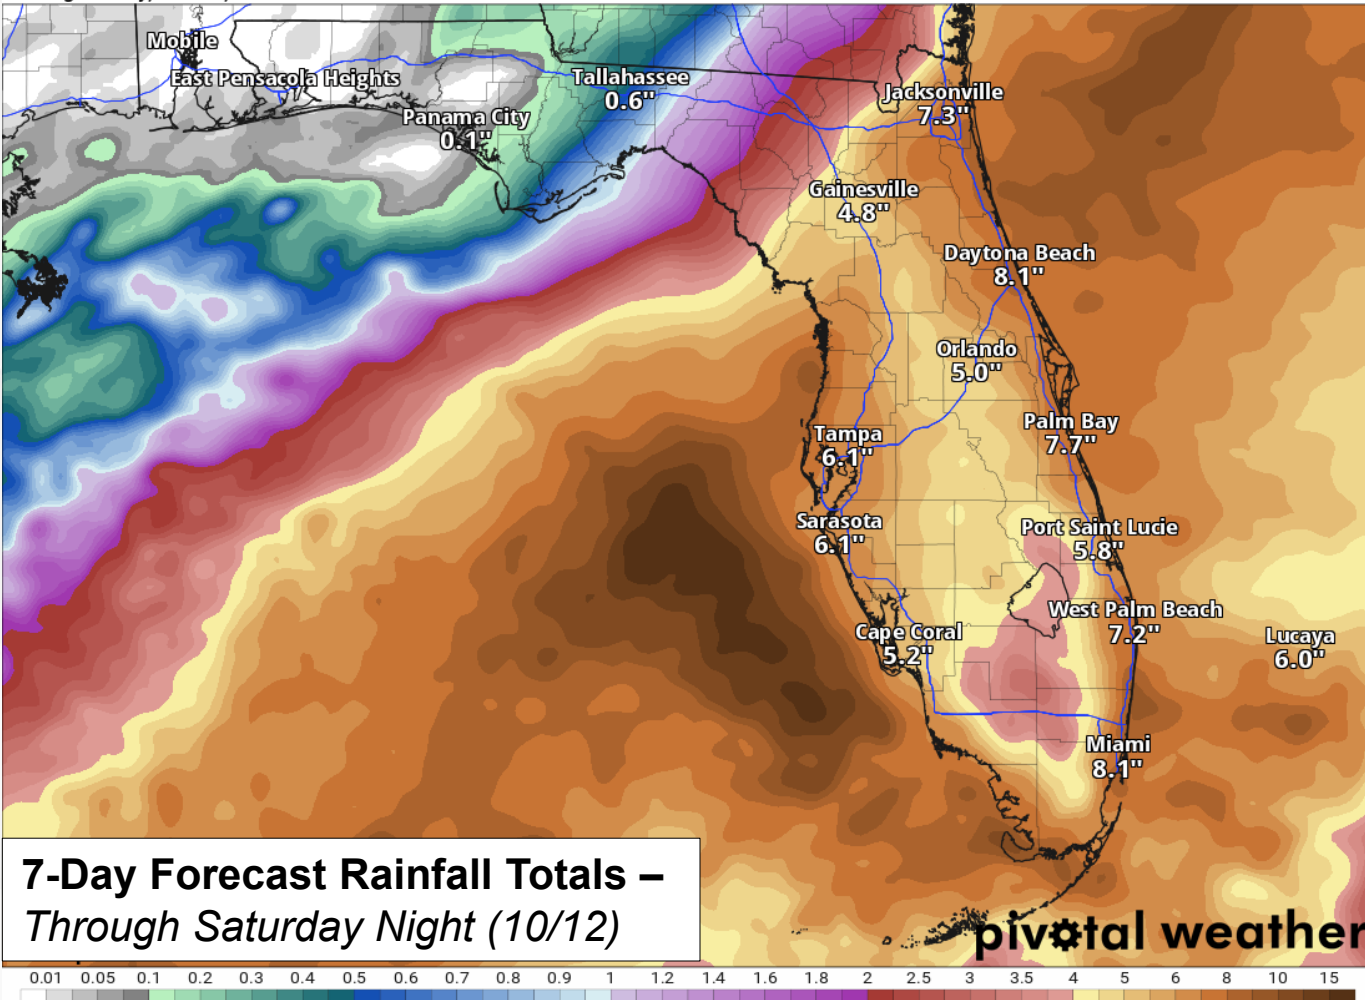 Mobile
East Pensacola Heights
Tallahassee
0.6"
Panama City
0.1"
Jacksonville
7.3"
Gainesville
4.8"
Daytona Beach
8.1"
Orlando
5.0"
Palm Bay
7.7"
Tampa
6.1"
Sarasota
6.1"
Port Saint Lucie
5.8"
West Palm Beach
7.2"
Cape Coral
5.2"
Lucaya
6.0"
Miami
8.1"
7-Day Forecast Rainfall Totals –
Through Saturday Night (10/12)
pivotal weather
0.01 0.05 0.1 0.2 0.3 0.4 0.5 0.6 0.7 0.8 0.9 1 1.2 1.4 1.6 1.8 2 2.5 3 3.5 4 5 6 8 10 15